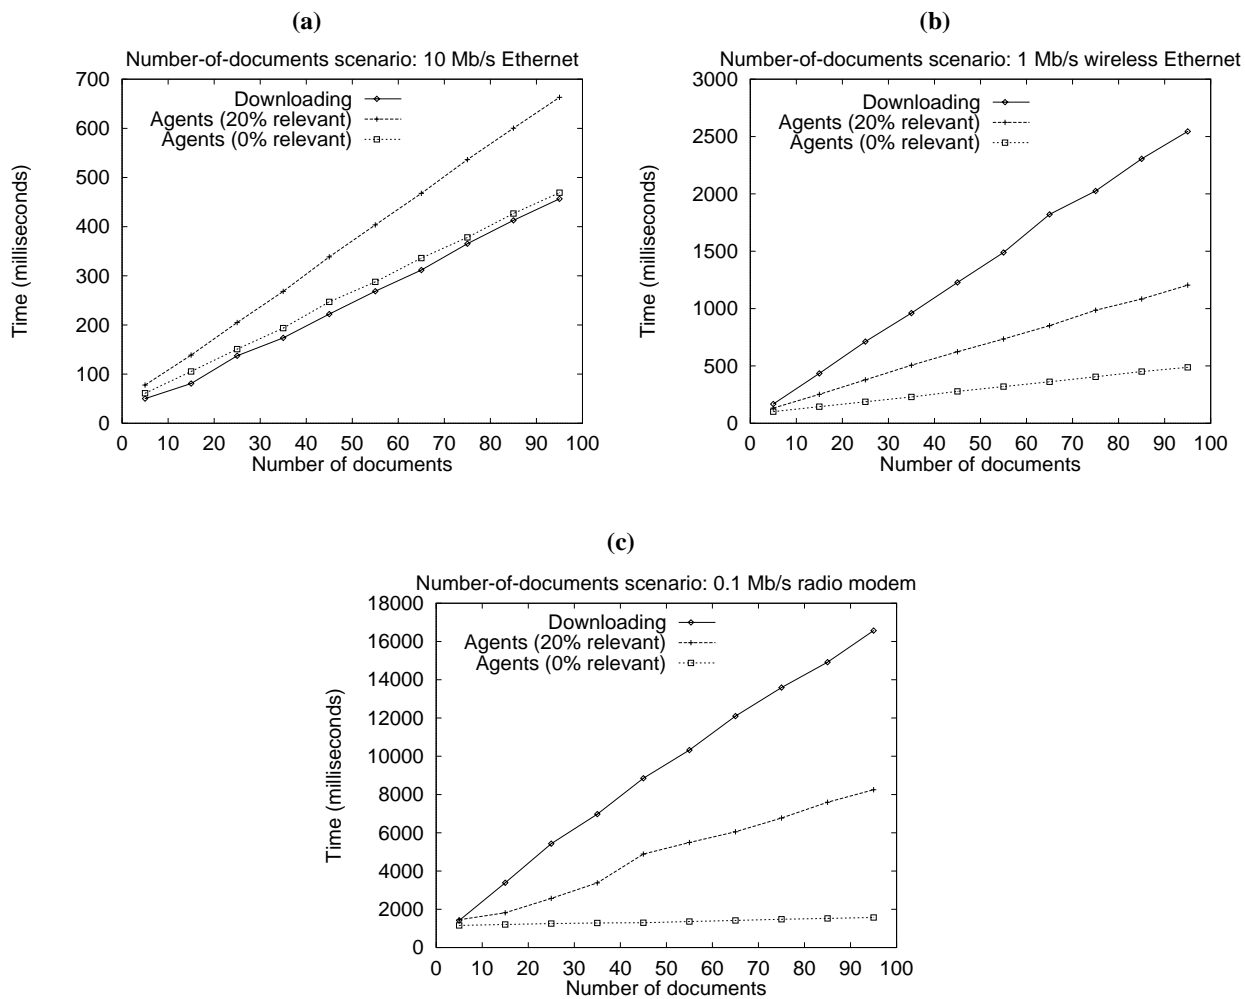 (a)
Number-of-documents scenario: 10 Mb/s Ethernet
700
600
500
400
300
200
100
0
Time (milliseconds)
Downloading
Agents (20% relevant)
Agents (0% relevant)
0 10 20 30 40 50 60 70 80 90 100
Number of documents
(b)
Number-of-documents scenario: 1 Mb/s wireless Ethernet
3000
2500
2000
1500
1000
500
0
Time (milliseconds)
Downloading
Agents (20% relevant)
Agents (0% relevant)
0 10 20 30 40 50 60 70 80 90 100
Number of documents
(c)
Number-of-documents scenario: 0.1 Mb/s radio modem
18000
16000
14000
12000
10000
8000
6000
4000
2000
0
Time (milliseconds)
Downloading
Agents (20% relevant)
Agents (0% relevant)
0 10 20 30 40 50 60 70 80 90 100
Number of documents